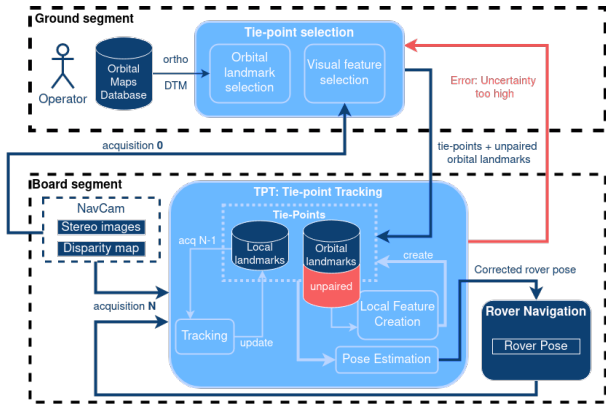 Ground segment
Tie-point selection
Operator
Orbital
Maps
Database
ortho
DTM
Orbital
landmark
selection
Visual feature
selection
Error: Uncertainty
too high
acquisition 0
tie-points + unpaired
orbital landmarks
Board segment
NavCam
Stereo images
Disparity map
TPT: Tie-point Tracking
Tie-Points
acq N-1
Local
landmarks
Orbital
landmarks
unpaired
create
Local Feature
Creation
Tracking
update
Pose Estimation
acquisition N
Corrected rover pose
Rover Navigation
Rover Pose